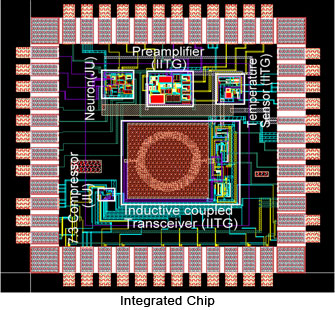 Preamplifier
(IITG)
Neuron(JU)
Temperature
Sensor (IITG)
7:3 Compressor
(JU)
Inductive coupled
Transceiver (IITG)
Integrated Chip